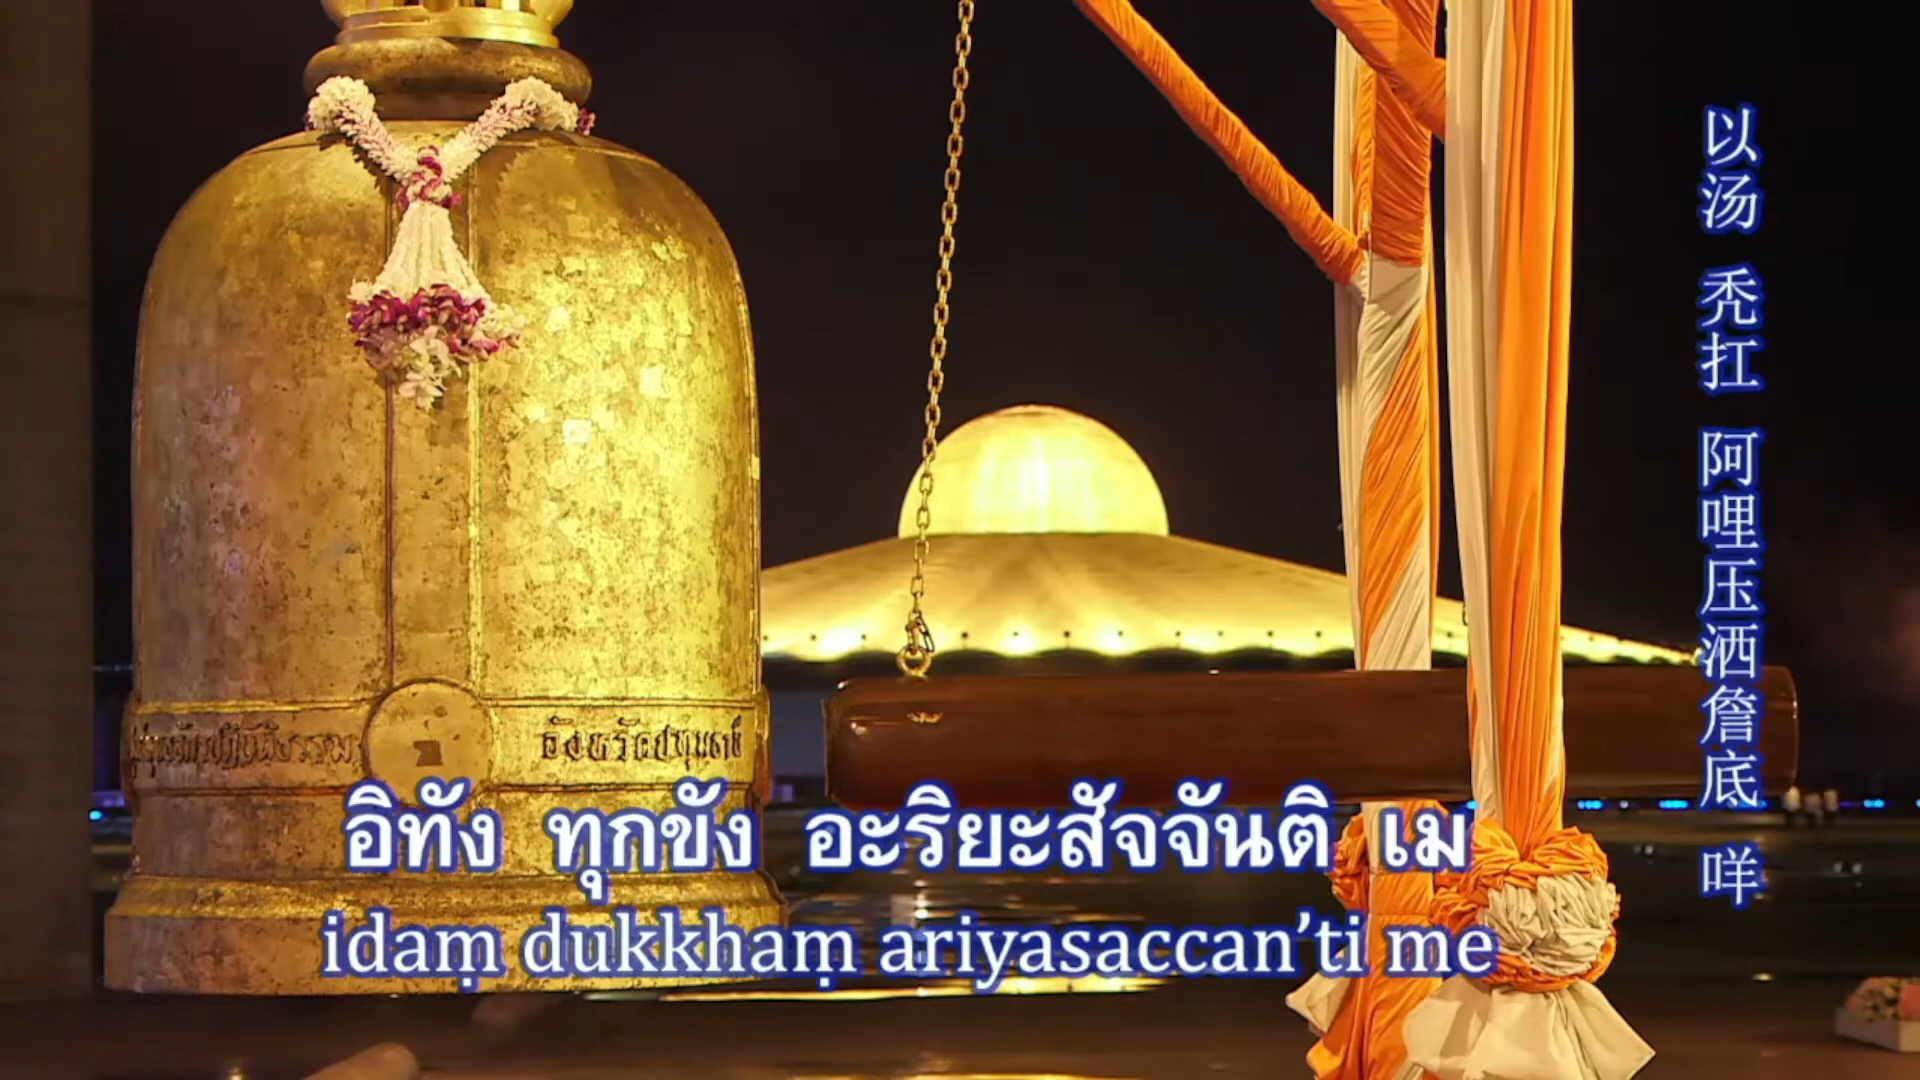 อิทัง ทุกขัง อะริยะสัจจันติ เม
idaṃ dukkhaṃ ariyasaccan’ti me
以汤 秃扛 阿哩压洒詹底 咩